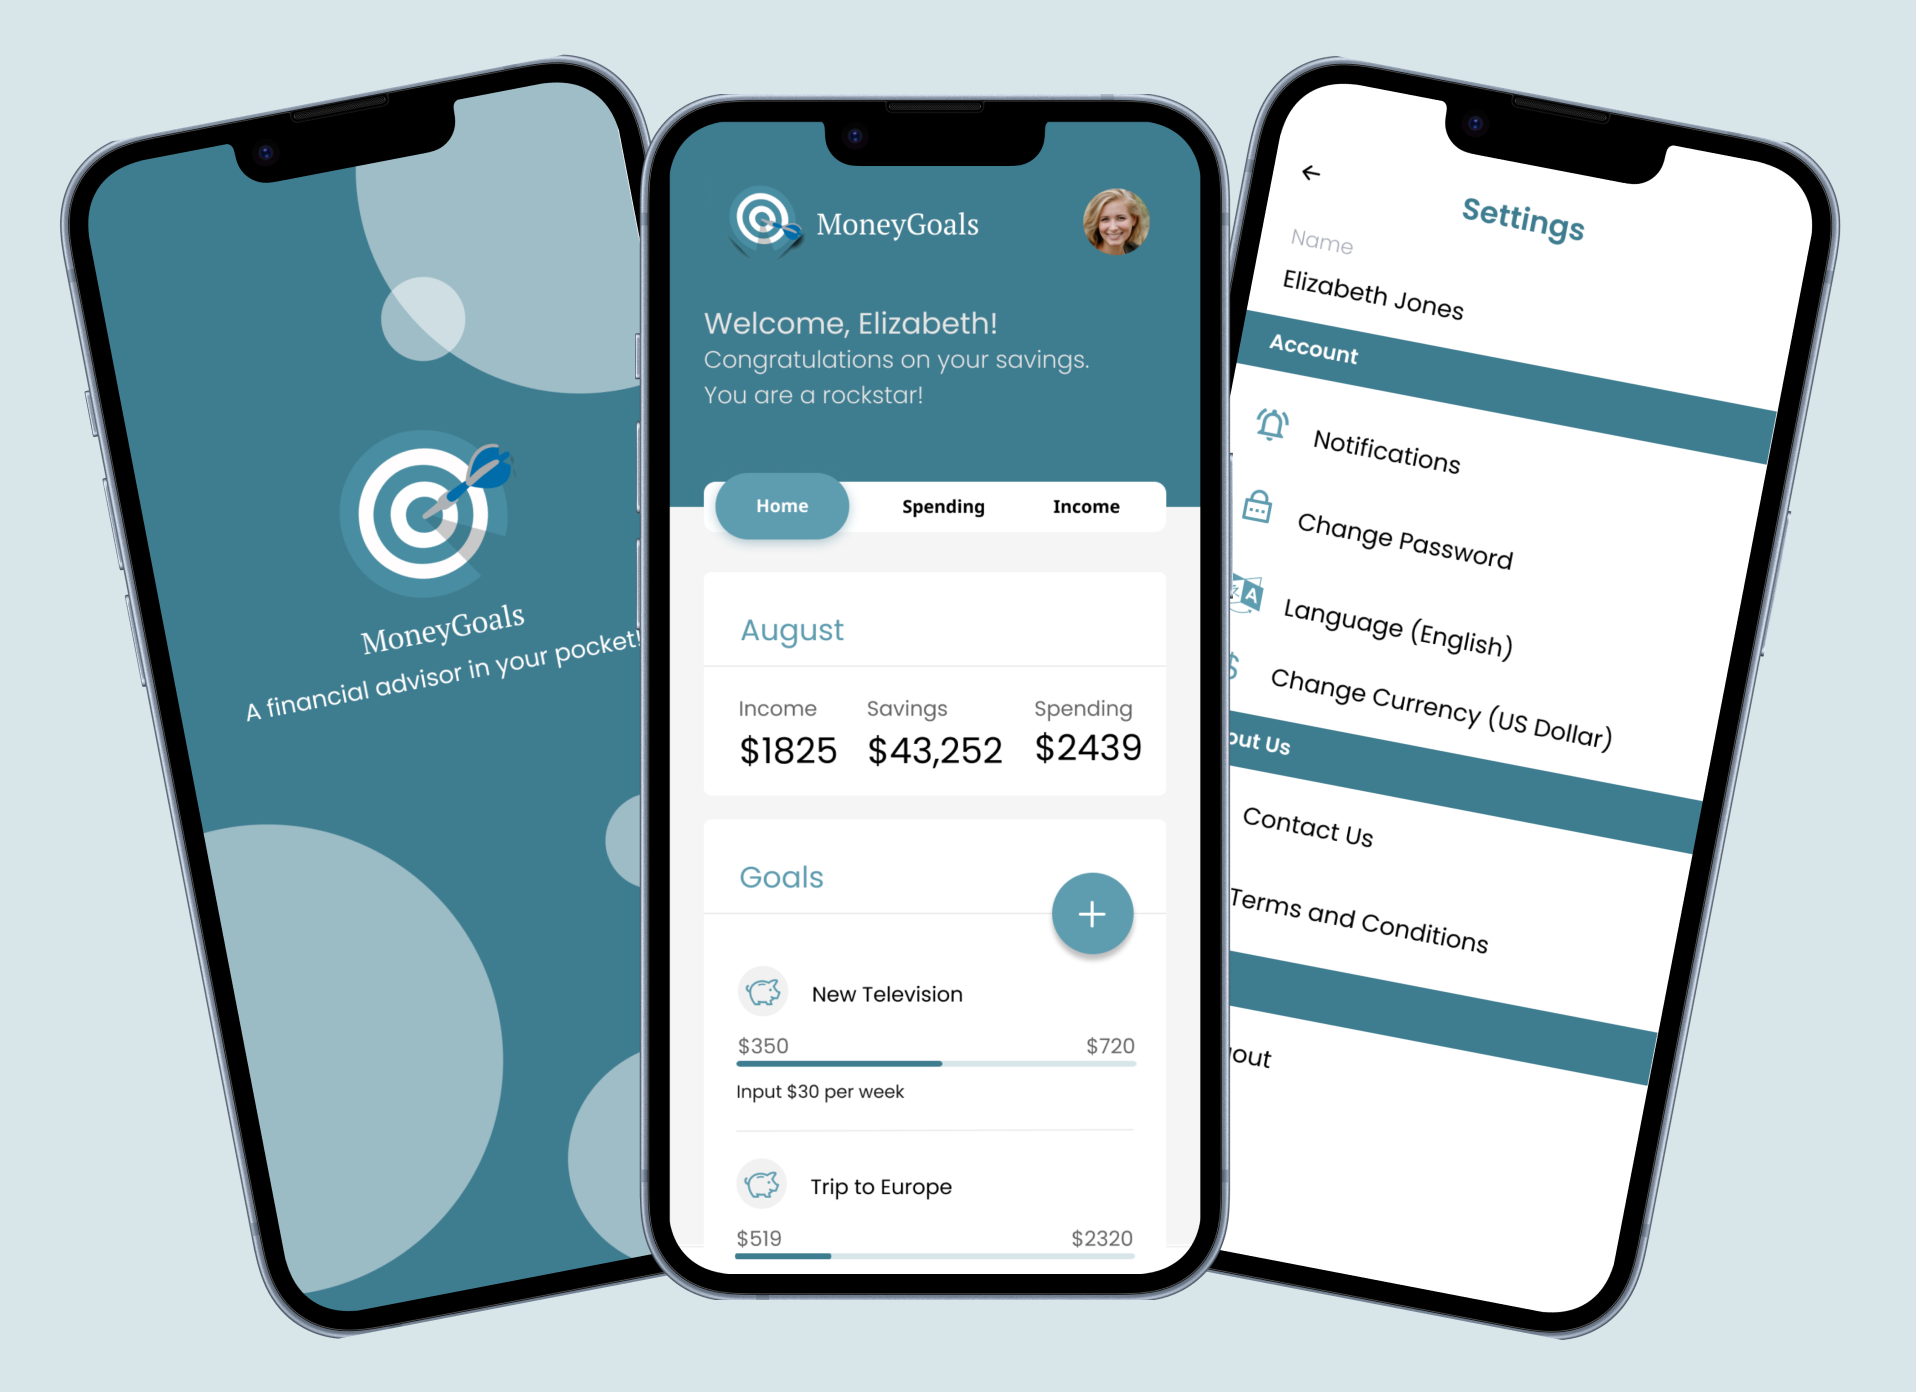 MoneyGoals
A financial advisor in your pocket!
MoneyGoals
Welcome, Elizabeth!
Congratulations on your savings.
You are a rockstar!
Home Spending Income
August
Income Savings Spending
$1825 $43,252 $2439
Goals
New Television
$350 $720
Input $30 per week
Trip to Europe
$519 $2320
Settings
Name
Elizabeth Jones
Account
Notifications
Change Password
A Language (English)
$ Change Currency (US Dollar)
out Us
Contact Us
Terms and Conditions
out